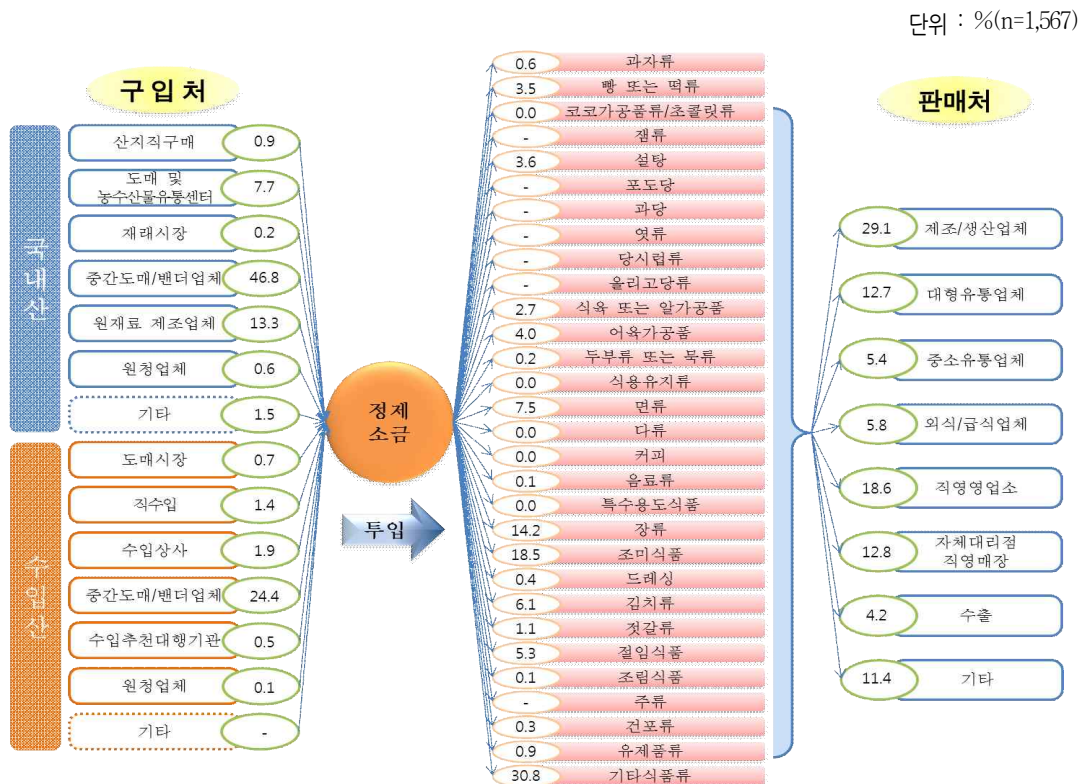 단위 : %(n=1,567)
구입처
국내산
산지직구매 0.9
도매 및
농수산물유통센터 7.7
재래시장 0.2
중간도매/밴더업체 46.8
원재료 제조업체 13.3
원청업체 0.6
기타 1.5
수입산
도매시장 0.7
직수입 1.4
수입상사 1.9
중간도매/밴더업체 24.4
수입추천대행기관 0.5
원청업체 0.1
기타 -
정제
소금
투입
0.6 과자류
3.5 빵 또는 떡류
0.0 코코가공품류/초콜릿류
- 잼류
3.6 설탕
- 포도당
- 과당
- 엿류
- 당시럽류
- 올리고당류
2.7 식육 또는 알가공품
4.0 어육가공품
0.2 두부류 또는 묵류
0.0 식용유지류
7.5 면류
0.0 다류
0.0 커피
0.1 음료류
0.0 특수용도식품
14.2 장류
18.5 조미식품
0.4 드레싱
6.1 김치류
1.1 젓갈류
5.3 절임식품
0.1 조림식품
- 주류
0.3 건포류
0.9 유제품류
30.8 기타식품류
판매처
29.1 제조/생산업체
12.7 대형유통업체
5.4 중소유통업체
5.8 외식/급식업체
18.6 직영영업소
12.8 자체대리점
직영매장
4.2 수출
11.4 기타